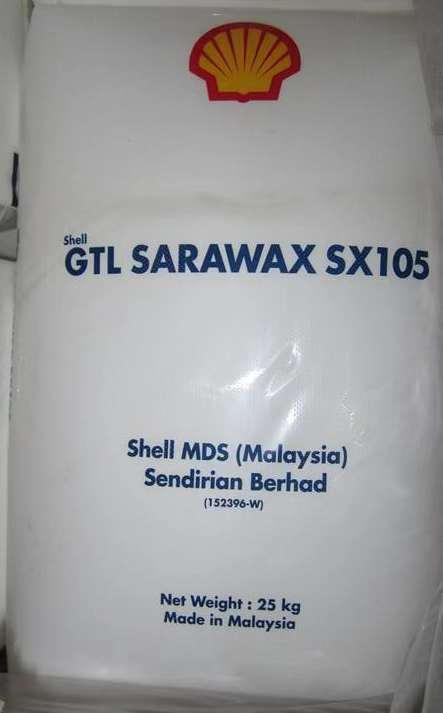 Shell
GTL SARAWAX SX105
Shell MDS (Malaysia)
Sendirian Berhad
(152396-W)
Net Weight : 25 kg
Made in Malaysia